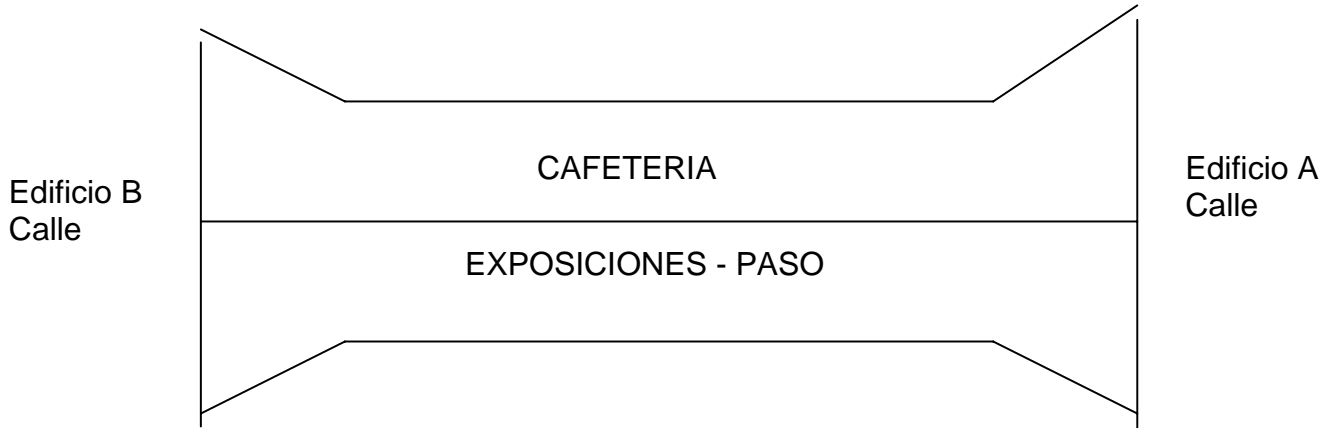 CAFETERIA
Edificio B
Calle
Edificio A
Calle
EXPOSICIONES - PASO